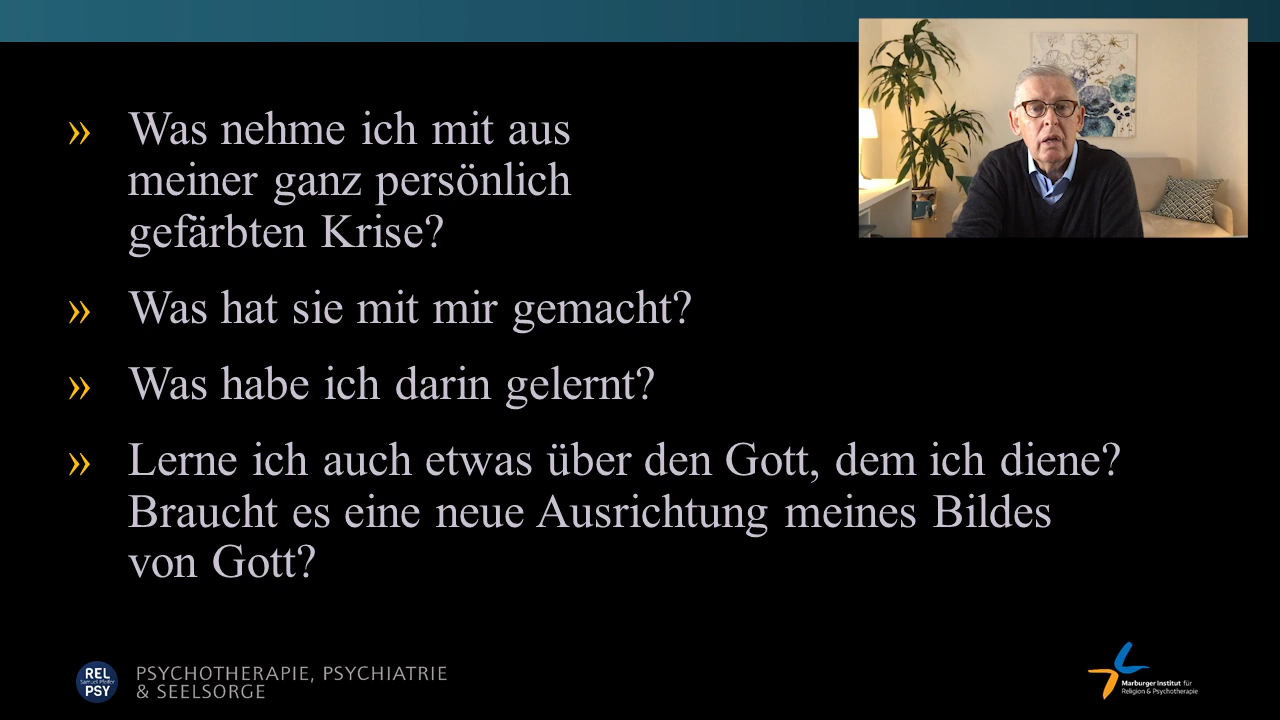 » Was nehme ich mit aus
meiner ganz persönlich
gefärbten Krise?
» Was hat sie mit mir gemacht?
» Was habe ich darin gelernt?
» Lerne ich auch etwas über den Gott, dem ich diene?
Braucht es eine neue Ausrichtung meines Bildes
von Gott?
REL
Samuel Pfeifer
PSY
PSYCHOTHERAPIE, PSYCHIATRIE
& SEELSORGE
Marburger Institut für
Religion & Psychotherapie